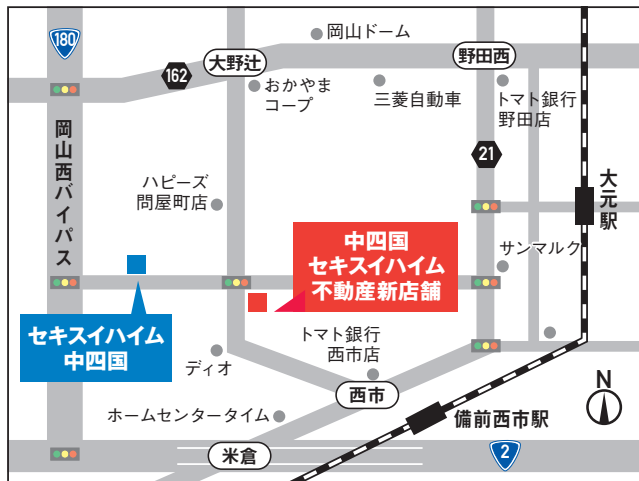 180
岡山ドーム
大野辻
野田西
162
おかやま
コープ
三菱自動車
トマト銀行
野田店
岡山西バイパス
21
大元駅
ハピーズ
問屋町店
中四国
セキスイハイム
不動産新店舗
サンマルク
セキスイハイム
中四国
トマト銀行
西市店
ディオ
西市
N
ホームセンタータイム
備前西市駅
米倉
2